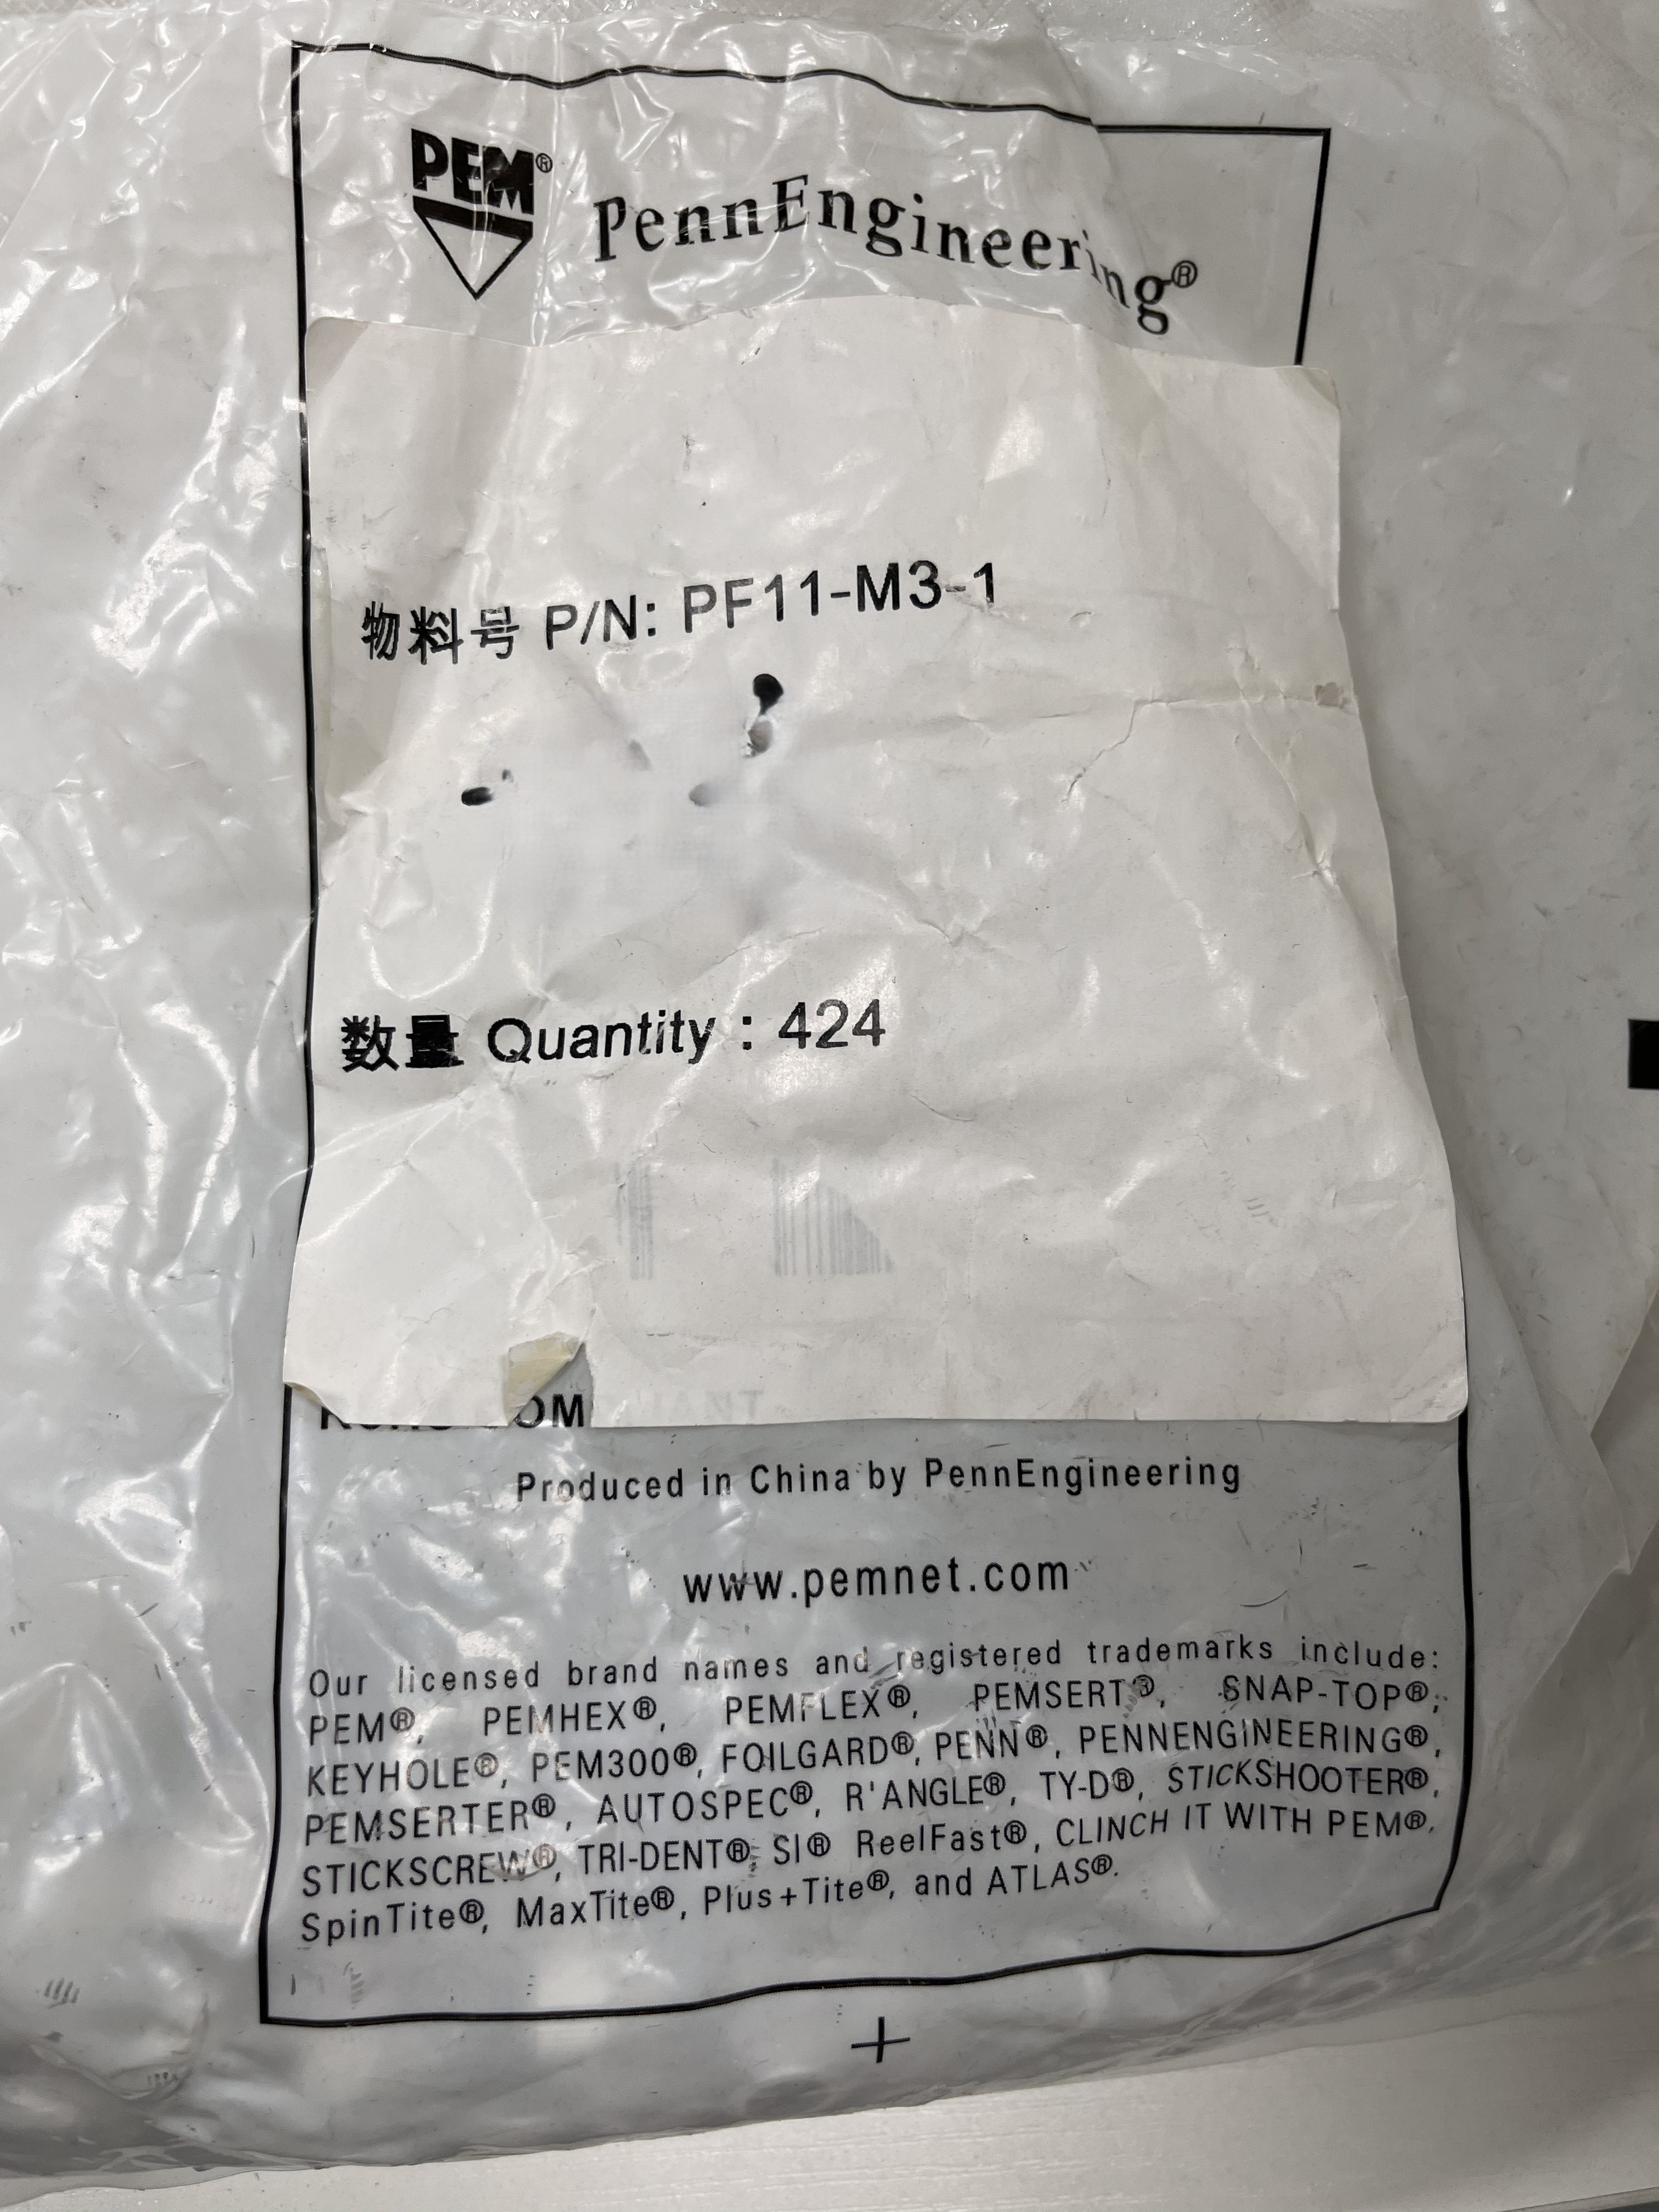 PEM®
PennEngineering®
物料号 P/N: PF11-M3-1
数量 Quantity : 424
Produced in China by PennEngineering
www.pemnet.com
Our licensed brand names and registered trademarks include:
PEM®, PEMHEX®, PEMFLEX®, PEMSERT®, SNAP-TOP®,
KEYHOLE®, PEM300®, FOILGARD®, PENN®, PENNENGINEERING®,
PEMSERTER®, AUTOSPEC®, R'ANGLE®, TY-D®, STICKSHOOTER®,
STICKSCREW®, TRI-DENT®, SI® ReelFast®, CLINCH IT WITH PEM®.
SpinTite®, MaxTite®, Plus+Tite®, and ATLAS®.